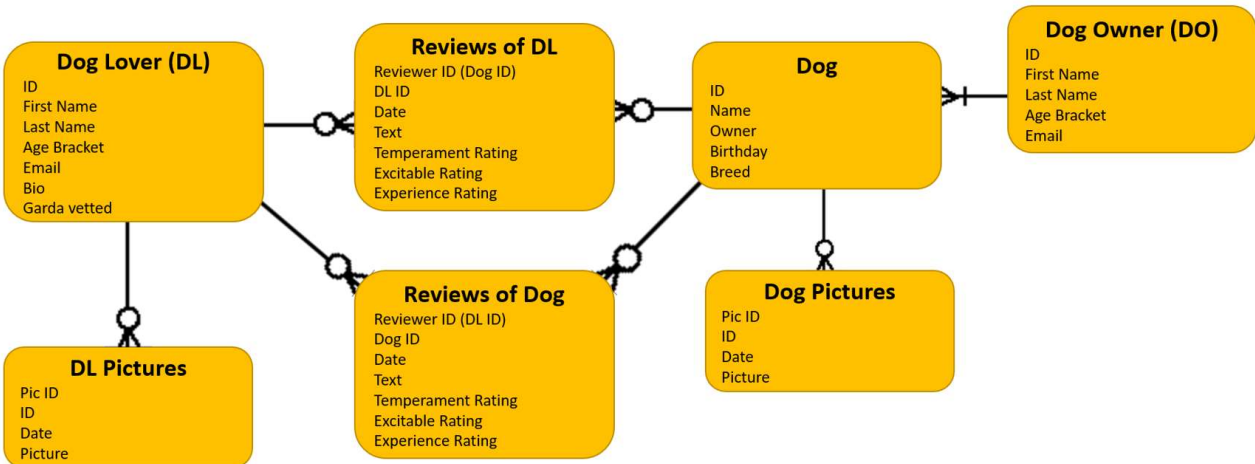 Dog Lover (DL)
ID
First Name
Last Name
Age Bracket
Email
Bio
Garda vetted
Reviews of DL
Reviewer ID (Dog ID)
DL ID
Date
Text
Temperament Rating
Excitable Rating
Experience Rating
Dog
ID
Name
Owner
Birthday
Breed
Dog Owner (DO)
ID
First Name
Last Name
Age Bracket
Email
DL Pictures
Pic ID
ID
Date
Picture
Reviews of Dog
Reviewer ID (DL ID)
Dog ID
Date
Text
Temperament Rating
Excitable Rating
Experience Rating
Dog Pictures
Pic ID
ID
Date
Picture